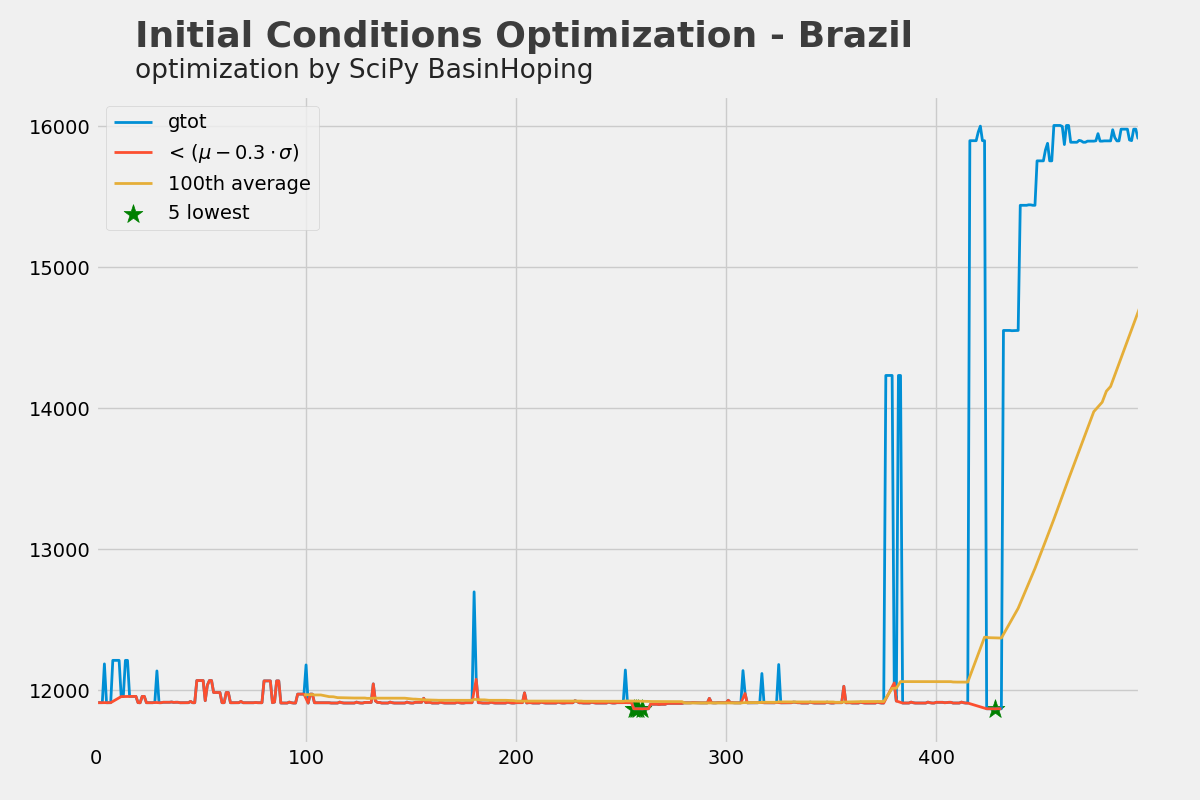 Initial Conditions Optimization - Brazil
optimization by SciPy BasinHoping
gtot
< (μ − 0.3 · σ)
100th average
5 lowest
16000
15000
14000
13000
12000
0 100 200 300 400